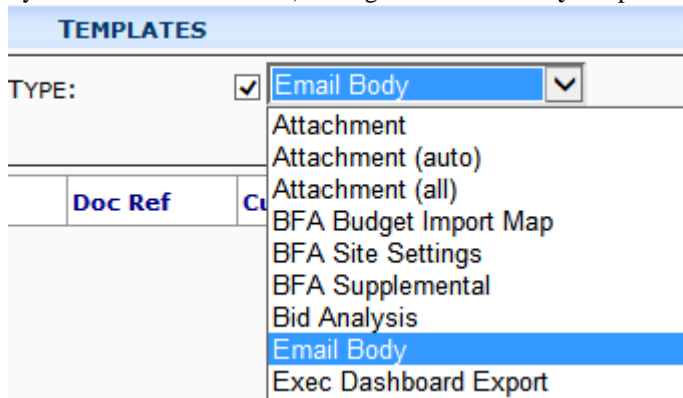 TEMPLATES
TYPE: Email Body
Attachment
Attachment (auto)
Attachment (all)
Doc Ref
BFA Budget Import Map
BFA Site Settings
BFA Supplemental
Bid Analysis
Email Body
Exec Dashboard Export